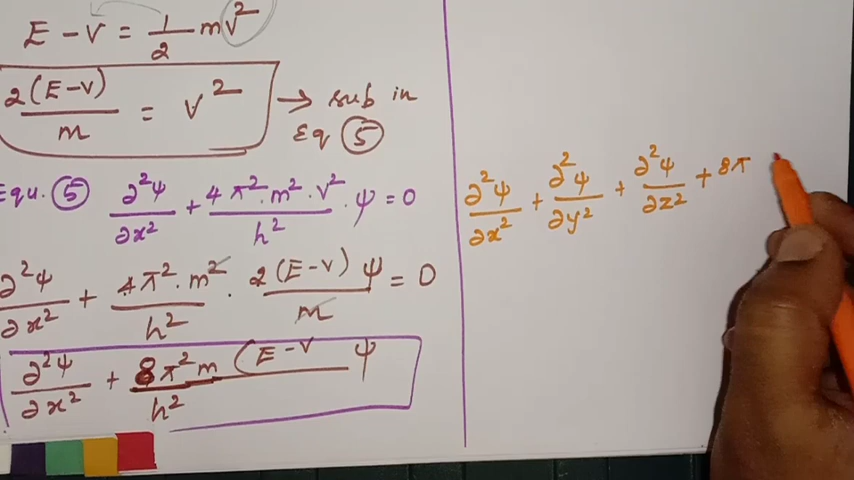 E - V = 1/2 mv²
2(E-V)/m = v² → sub in Eq ⑤
Equ. ⑤ ∂²ψ/∂x² + 4π².m².v²/h² . ψ = 0
∂²ψ/∂x² + 4π².m²/h² . 2(E-V)/m ψ = 0
∂²ψ/∂x² + 8π²m/h² (E-V ψ
∂²ψ/∂x² + ∂²ψ/∂y² + ∂²ψ/∂z² + 8π